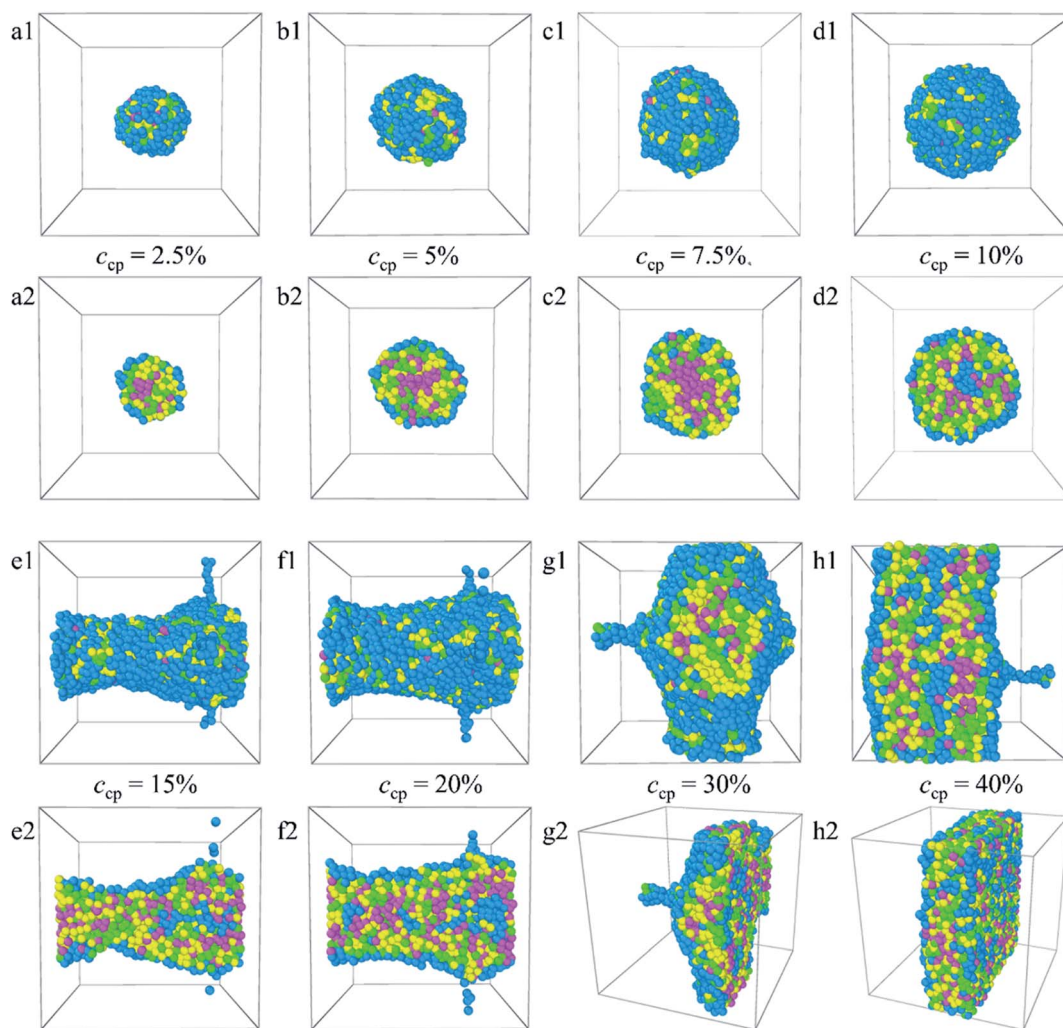 a1 b1 c1 d1
c_cp = 2.5% c_cp = 5% c_cp = 7.5%. c_cp = 10%
a2 b2 c2 d2
e1 f1 g1 h1
c_cp = 15% c_cp = 20% c_cp = 30% c_cp = 40%
e2 f2 g2 h2